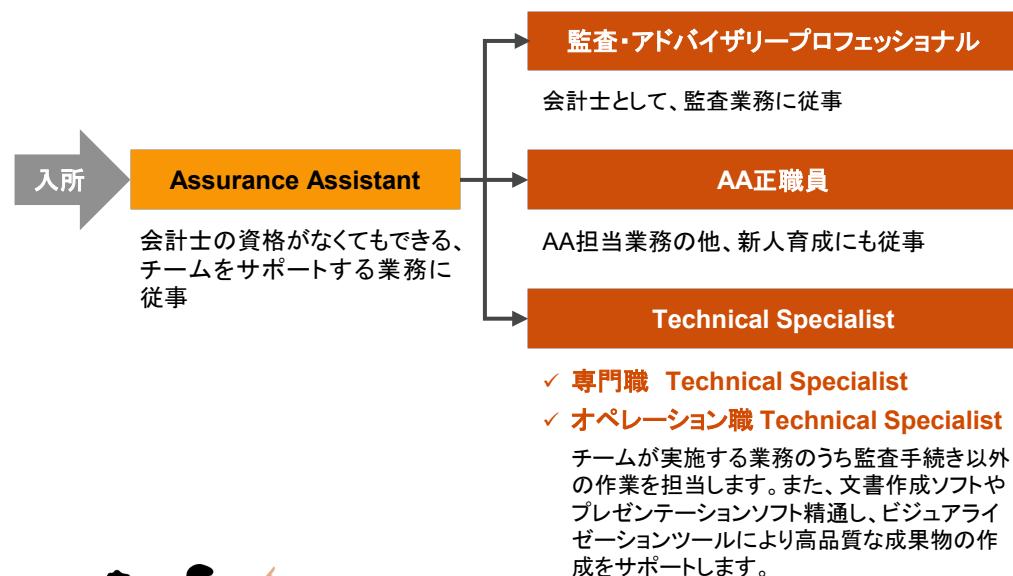 監査・アドバイザリープロフェッショナル
会計士として、監査業務に従事
入所
Assurance Assistant
会計士の資格がなくてもできる、
チームをサポートする業務に
従事
AA正職員
AA担当業務の他、新人育成にも従事
Technical Specialist
✓ 専門職 Technical Specialist
✓ オペレーション職 Technical Specialist
チームが実施する業務のうち監査手続き以外
の作業を担当します。また、文書作成ソフトや
プレゼンテーションソフト精通し、ビジュアライ
ゼーションツールにより高品質な成果物の作
成をサポートします。